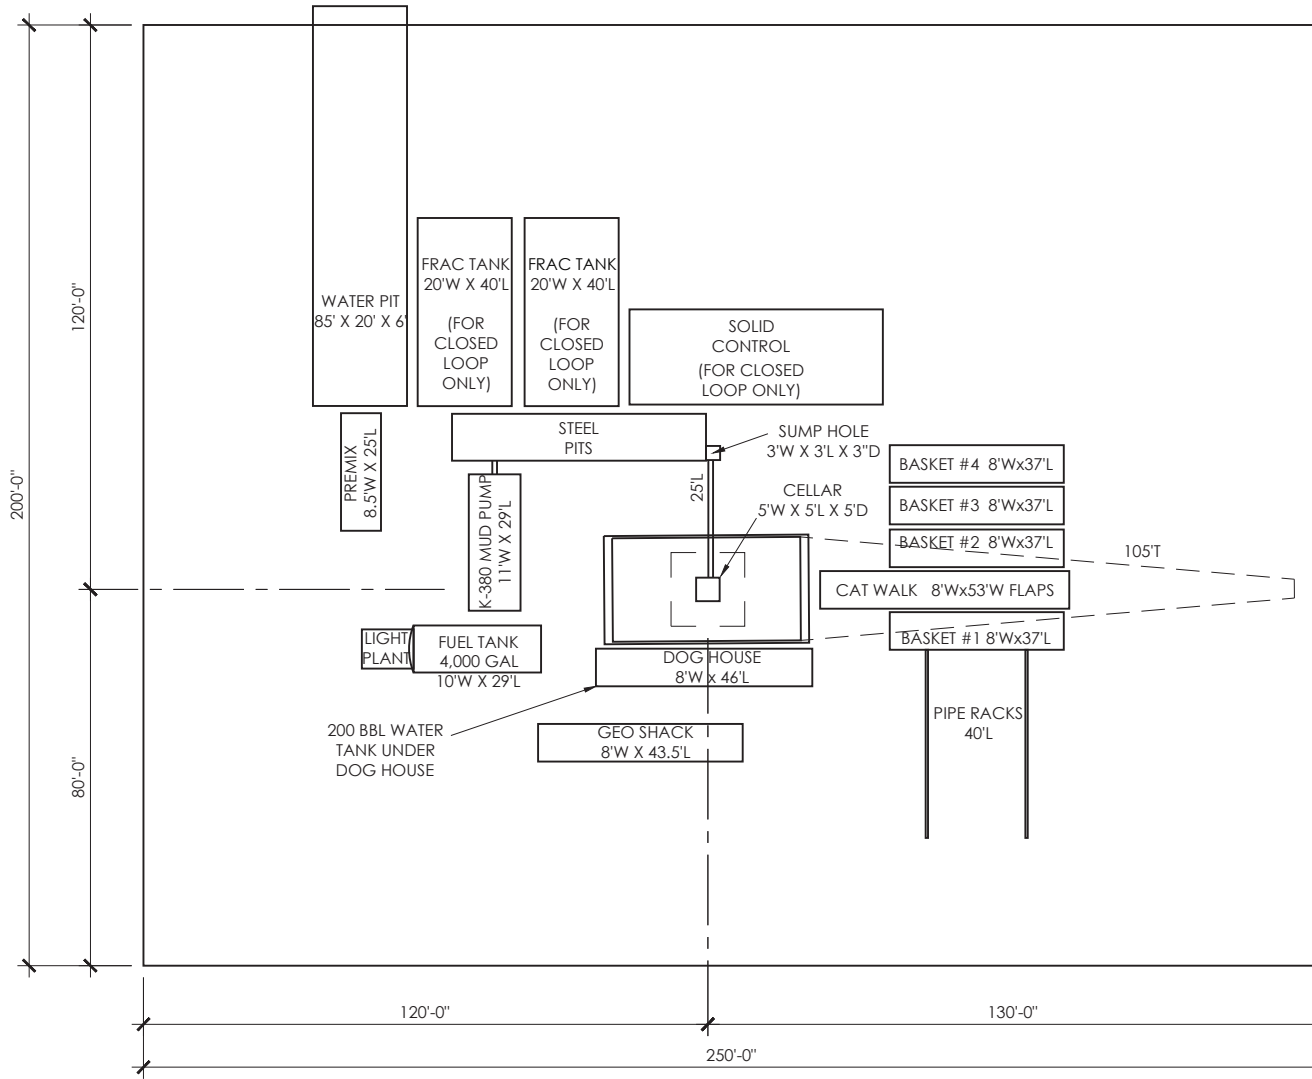 FRAC TANK
20'W X 40'L
(FOR
CLOSED
LOOP
ONLY)
FRAC TANK
20'W X 40'L
(FOR
CLOSED
LOOP
ONLY)
WATER PIT
85' X 20' X 6'
SOLID
CONTROL
(FOR CLOSED
LOOP ONLY)
120'-0"
200'-0"
80'-0"
PREMIX
8.5'W X 25'L
STEEL
PITS
SUMP HOLE
3'W X 3'L X 3"D
25'L
CELLAR
5'W X 5'L X 5'D
K-380 MUD PUMP
11'W X 29'L
BASKET #4 8'Wx37'L
BASKET #3 8'Wx37'L
BASKET #2 8'Wx37'L
105'T
CAT WALK 8'Wx53'W FLAPS
BASKET #1 8'Wx37'L
LIGHT
PLANT
FUEL TANK
4,000 GAL
10'W X 29'L
DOG HOUSE
8'W x 46'L
200 BBL WATER
TANK UNDER
DOG HOUSE
GEO SHACK
8'W X 43.5'L
PIPE RACKS
40'L
120'-0"
130'-0"
250'-0"